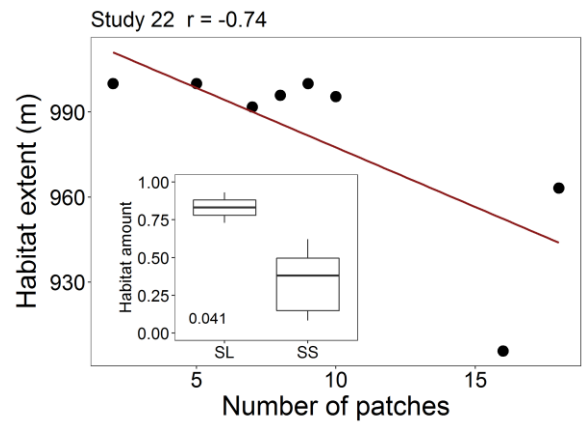 Study 22 r = -0.74
Habitat extent (m)
990
960
930
Habitat amount
1.00
0.75
0.50
0.25
0.00
0.041
SL SS
5 10 15
Number of patches